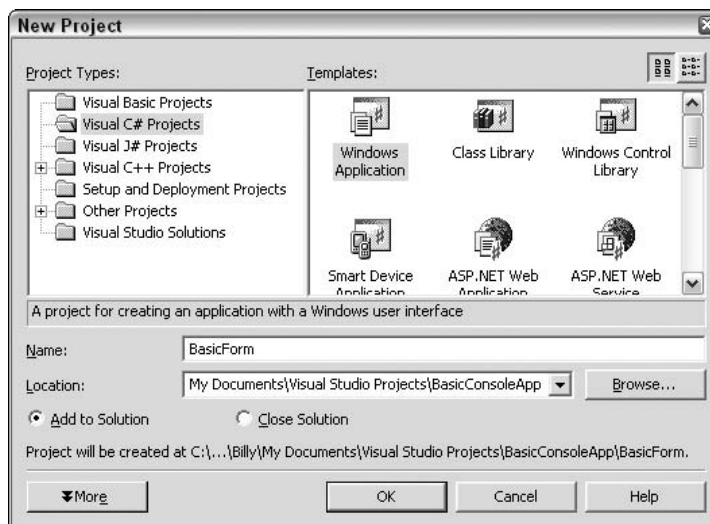 New Project
Project Types:
Templates:
Visual Basic Projects
Visual C# Projects
Visual J# Projects
Visual C++ Projects
Setup and Deployment Projects
Other Projects
Visual Studio Solutions
Windows Application
Class Library
Windows Control Library
Smart Device Application
ASP.NET Web Application
ASP.NET Web Service
A project for creating an application with a Windows user interface
Name:
BasicForm
Location:
My Documents\Visual Studio Projects\BasicConsoleApp
Browse...
Add to Solution
Close Solution
Project will be created at C:\...\Billy\My Documents\Visual Studio Projects\BasicConsoleApp\BasicForm.
More
OK
Cancel
Help